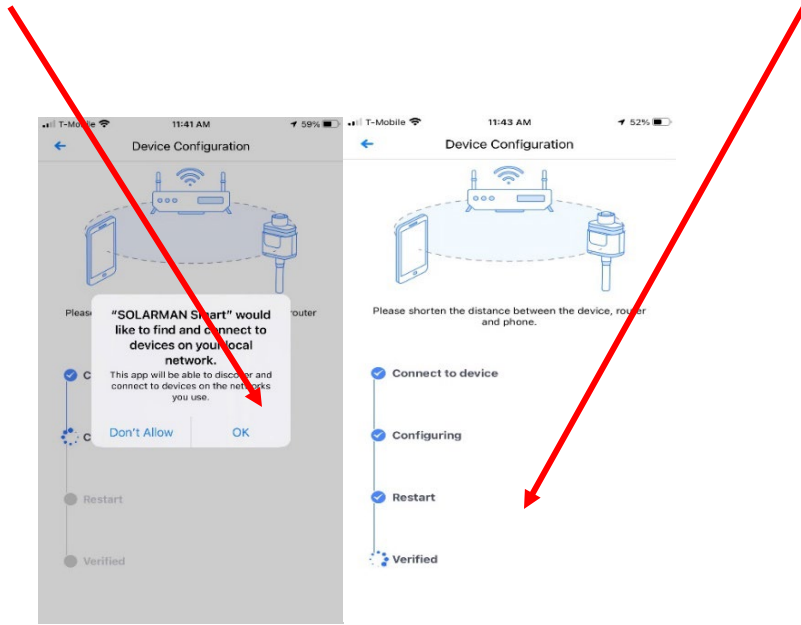 T-Mobile 11:41 AM 59%
Device Configuration
Please router
"SOLARMAN Smart" would
like to find and connect to
devices on your local
network.
This app will be able to discover and
connect to devices on the networks
you use.
Don't Allow OK
C
C
Restart
Verified
T-Mobile 11:43 AM 52%
Device Configuration
Please shorten the distance between the device, router
and phone.
Connect to device
Configuring
Restart
Verified